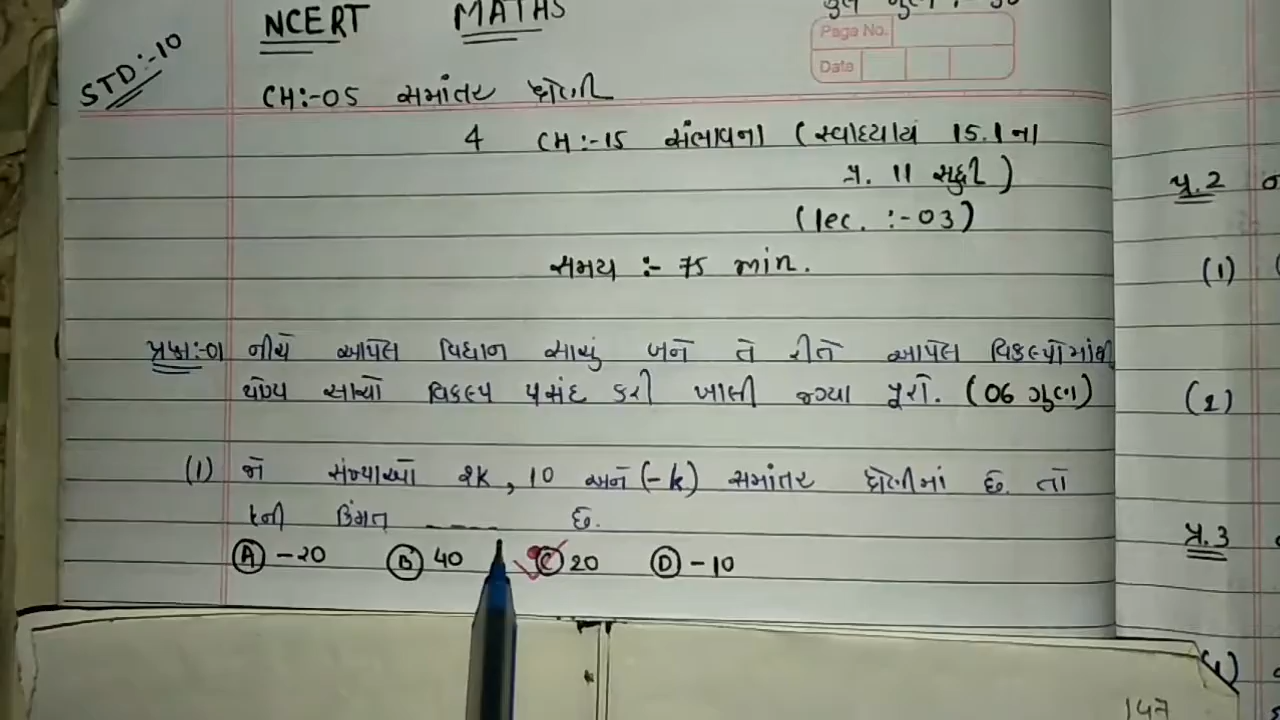 NCERT MATHS
Page No.
Date
STD:-10
CH:-05 સમાંતર શ્રેણી
4 CH:-15 સંભાવના (સ્વાધ્યાય 15.1ના
પ્ર. 11 સુધી)
(lec. :-03)
સમય :- 75 min.
પ્રશ્ન:-01 નીચે આપેલ વિધાન સાચું બને તે રીતે આપેલ વિકલ્પોમાંથી
યોગ્ય સાચો વિકલ્પ પસંદ કરી ખાલી જગ્યા પૂરો. (06 ગુણ)
(1) જો સંખ્યાઓ 2k, 10 અને (-k) સમાંતર શ્રેણીમાં છે. તો
kની કિંમત ____ છે.
(A) -20 (B) 40 (C) 20 (D) -10
પ્ર.2
(1)
(2)
પ્ર.3
147